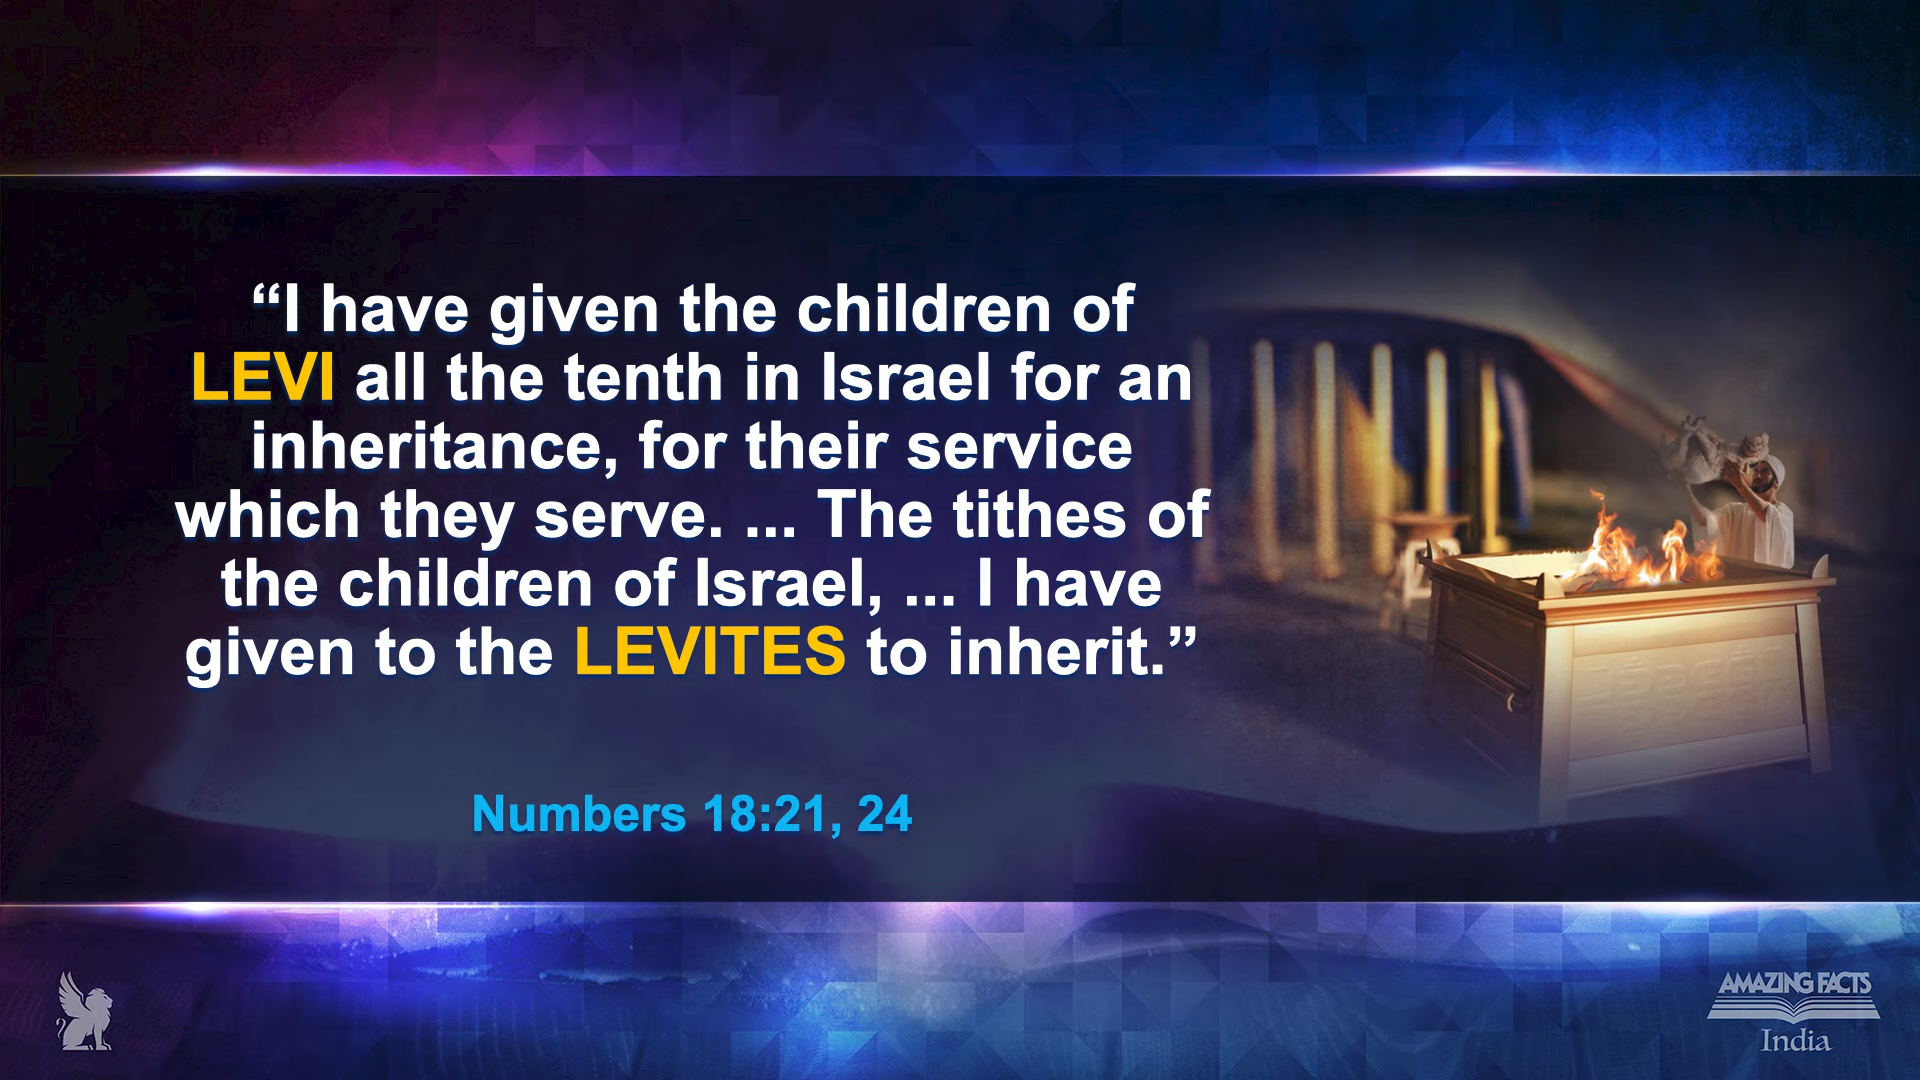 “I have given the children of
LEVI all the tenth in Israel for an
inheritance, for their service
which they serve. ... The tithes of
the children of Israel, ... I have
given to the LEVITES to inherit.”
Numbers 18:21, 24
AMAZING FACTS
India